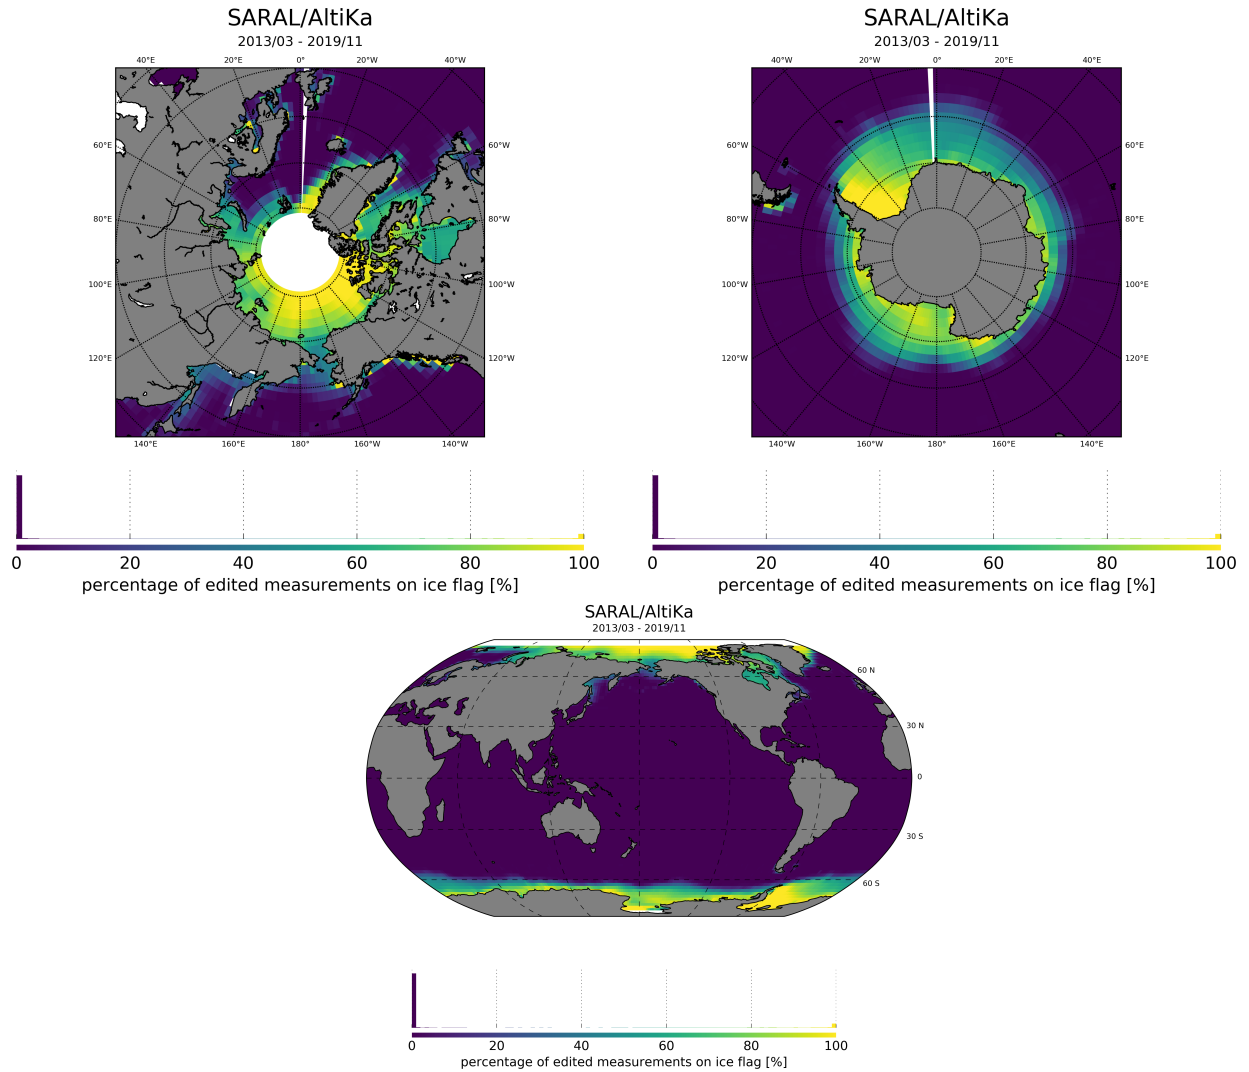 SARAL/AltiKa
2013/03 - 2019/11
40°E 20°E 0° 20°W 40°W
60°E 60°W
80°E 80°W
100°E 100°W
120°E 120°W
140°E 160°E 180° 160°W 140°W
0 20 40 60 80 100
percentage of edited measurements on ice flag [%]
SARAL/AltiKa
2013/03 - 2019/11
40°W 20°W 0° 20°E 40°E
60°W 60°E
80°W 80°E
100°W 100°E
120°W 120°E
140°W 160°W 180° 160°E 140°E
0 20 40 60 80 100
percentage of edited measurements on ice flag [%]
SARAL/AltiKa
2013/03 - 2019/11
60 N
30 N
0
30 S
60 S
0 20 40 60 80 100
percentage of edited measurements on ice flag [%]